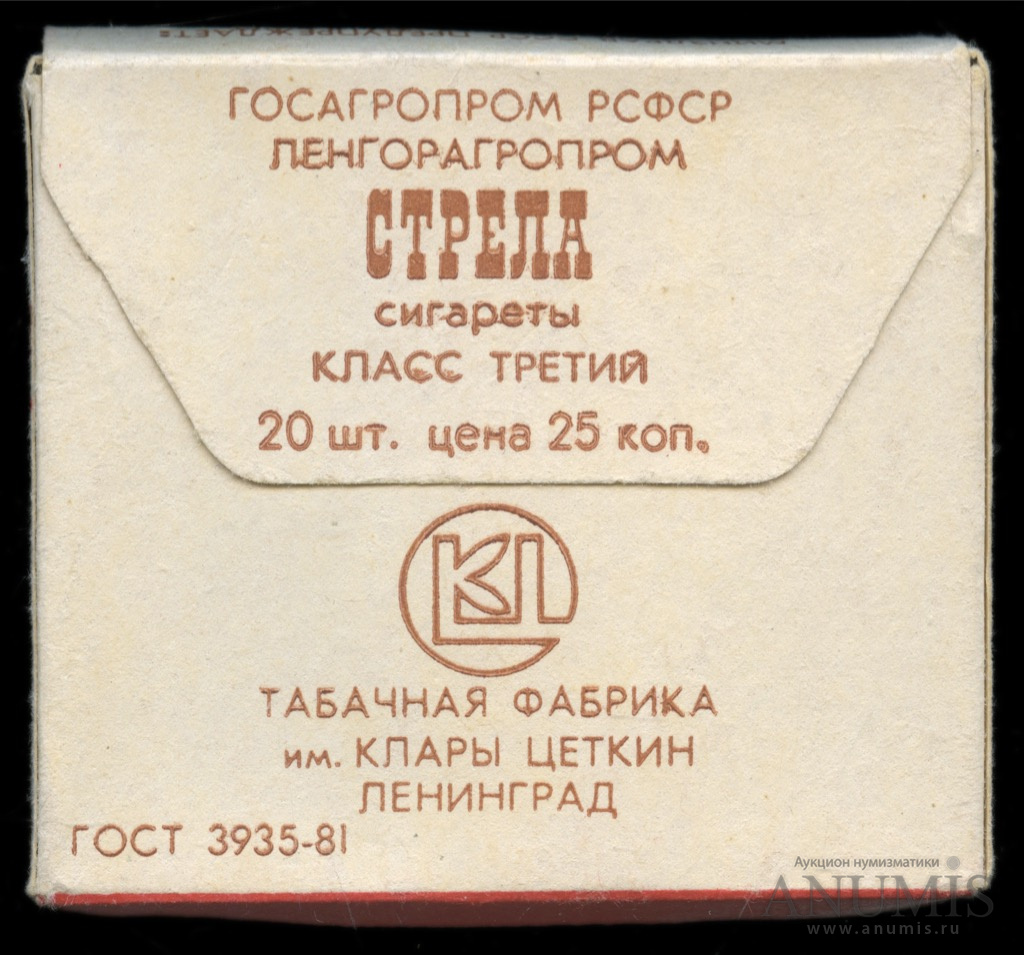 ПРЕДУПРЕЖДАЕТ:
ГОСАГРОПРОМ РСФСР
ЛЕНГОРАГРОПРОМ
СТРЕЛА
сигареты
КЛАСС ТРЕТИЙ
20 шт. цена 25 коп.
ТАБАЧНАЯ ФАБРИКА
им. КЛАРЫ ЦЕТКИН
ЛЕНИНГРАД
ГОСТ 3935-81
Аукцион нумизматики
ANUMIS
www.anumis.ru